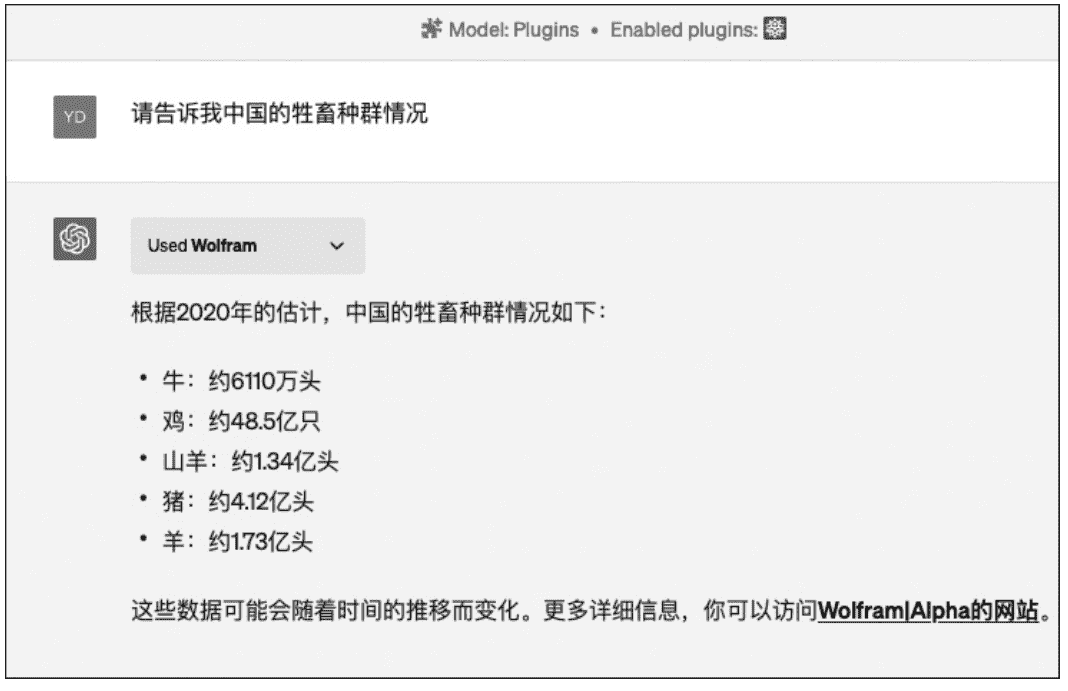 Model: Plugins • Enabled plugins:
YD
请告诉我中国的牲畜种群情况
Used Wolfram
根据2020年的估计，中国的牲畜种群情况如下：
• 牛：约6110万头
• 鸡：约48.5亿只
• 山羊：约1.34亿头
• 猪：约4.12亿头
• 羊：约1.73亿头
这些数据可能会随着时间的推移而变化。更多详细信息，你可以访问Wolfram|Alpha的网站。